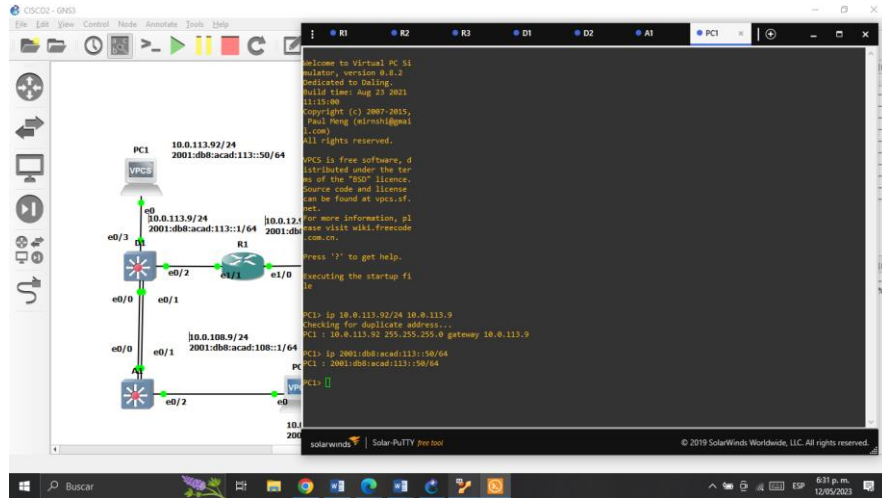 CISCO2 - GNS3
File Edit View Control Node Annotate Tools Help
R1
R2
R3
D1
D2
A1
PC1
Welcome to Virtual PC Si
mulator, version 0.8.2
Dedicated to Daling.
Build time: Aug 23 2021
11:15:00
Copyright (c) 2007-2015,
Paul Meng (mirnshi@gmai
l.com)
All rights reserved.
VPCS is free software, d
istributed under the ter
ms of the "BSD" licence.
Source code and license
can be found at vpcs.sf.
net.
For more information, pl
ease visit wiki.freecode
.com.cn.
Press '?' to get help.
Executing the startup fi
le
PC1> ip 10.0.113.92/24 10.0.113.9
Checking for duplicate address...
PC1 : 10.0.113.92 255.255.255.0 gateway 10.0.113.9
PC1> ip 2001:db8:acad:113::50/64
PC1 : 2001:db8:acad:113::50/64
PC1>
solarwinds | Solar-PuTTY free tool
© 2019 SolarWinds Worldwide, LLC. All rights reserved.
PC1
10.0.113.92/24
2001:db8:acad:113::50/64
VPCS
e0
10.0.113.9/24
2001:db8:acad:113::1/64
e0/3
D1
R1
e0/2
e1/1
e1/0
e0/0
e0/1
10.0.108.9/24
2001:db8:acad:108::1/64
e0/0
e0/1
A1
e0/2
e0
Buscar
ESP
6:31 p. m.
12/05/2023